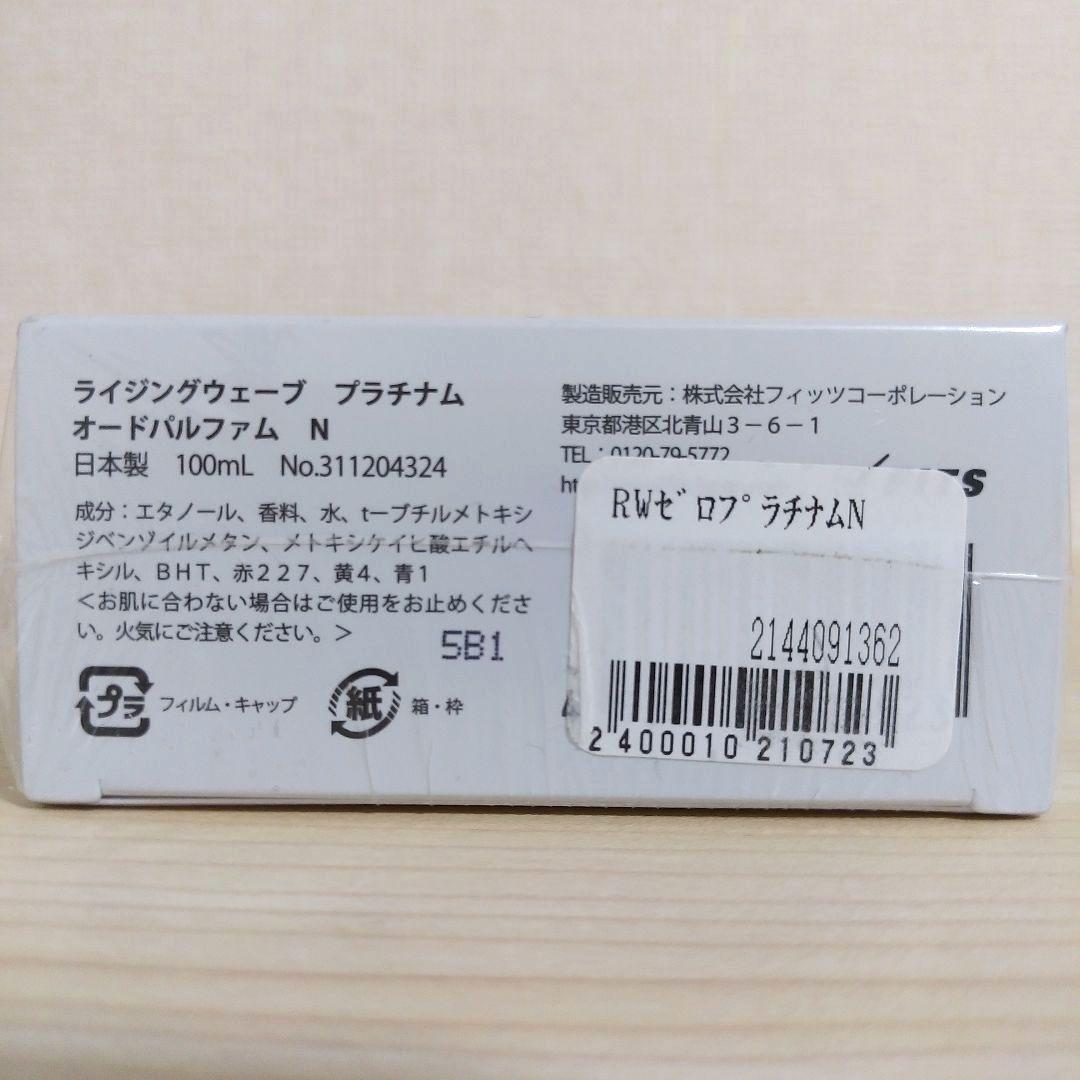 ライジングウェーブ　プラチナム
オードパルファム　N
日本製　100mL　No.311204324
成分：エタノール、香料、水、t－ブチルメトキシ
ジベンゾイルメタン、メトキシケイヒ酸エチルヘ
キシル、ＢＨＴ、赤２２７、黄４、青１
＜お肌に合わない場合はご使用をお止めくださ
い。火気にご注意ください。＞
5B1
プラ
フィルム・キャップ
紙
箱・枠
製造販売元：株式会社フィッツコーポレーション
東京都港区北青山３－６－１
TEL：0120-79-5772
RWｾﾞﾛﾌﾟﾗﾁﾅﾑN
2144091362
2 400010 210723